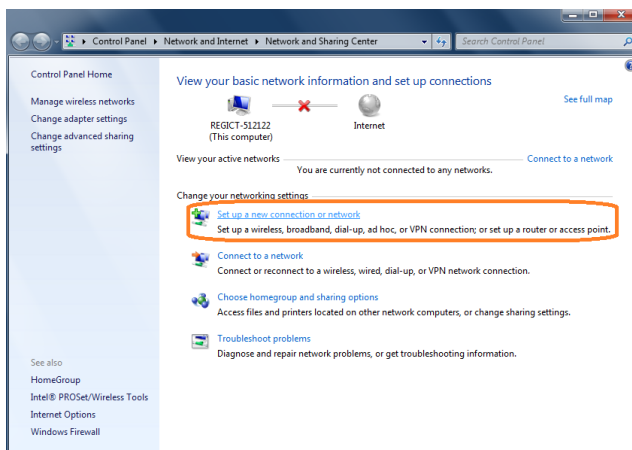 Control Panel ▸ Network and Internet ▸ Network and Sharing Center
Search Control Panel
Control Panel Home
Manage wireless networks
Change adapter settings
Change advanced sharing
settings
View your basic network information and set up connections
See full map
REGICT-512122
(This computer)
Internet
View your active networks
Connect to a network
You are currently not connected to any networks.
Change your networking settings
Set up a new connection or network
Set up a wireless, broadband, dial-up, ad hoc, or VPN connection; or set up a router or access point.
Connect to a network
Connect or reconnect to a wireless, wired, dial-up, or VPN network connection.
Choose homegroup and sharing options
Access files and printers located on other network computers, or change sharing settings.
Troubleshoot problems
Diagnose and repair network problems, or get troubleshooting information.
See also
HomeGroup
Intel® PROSet/Wireless Tools
Internet Options
Windows Firewall